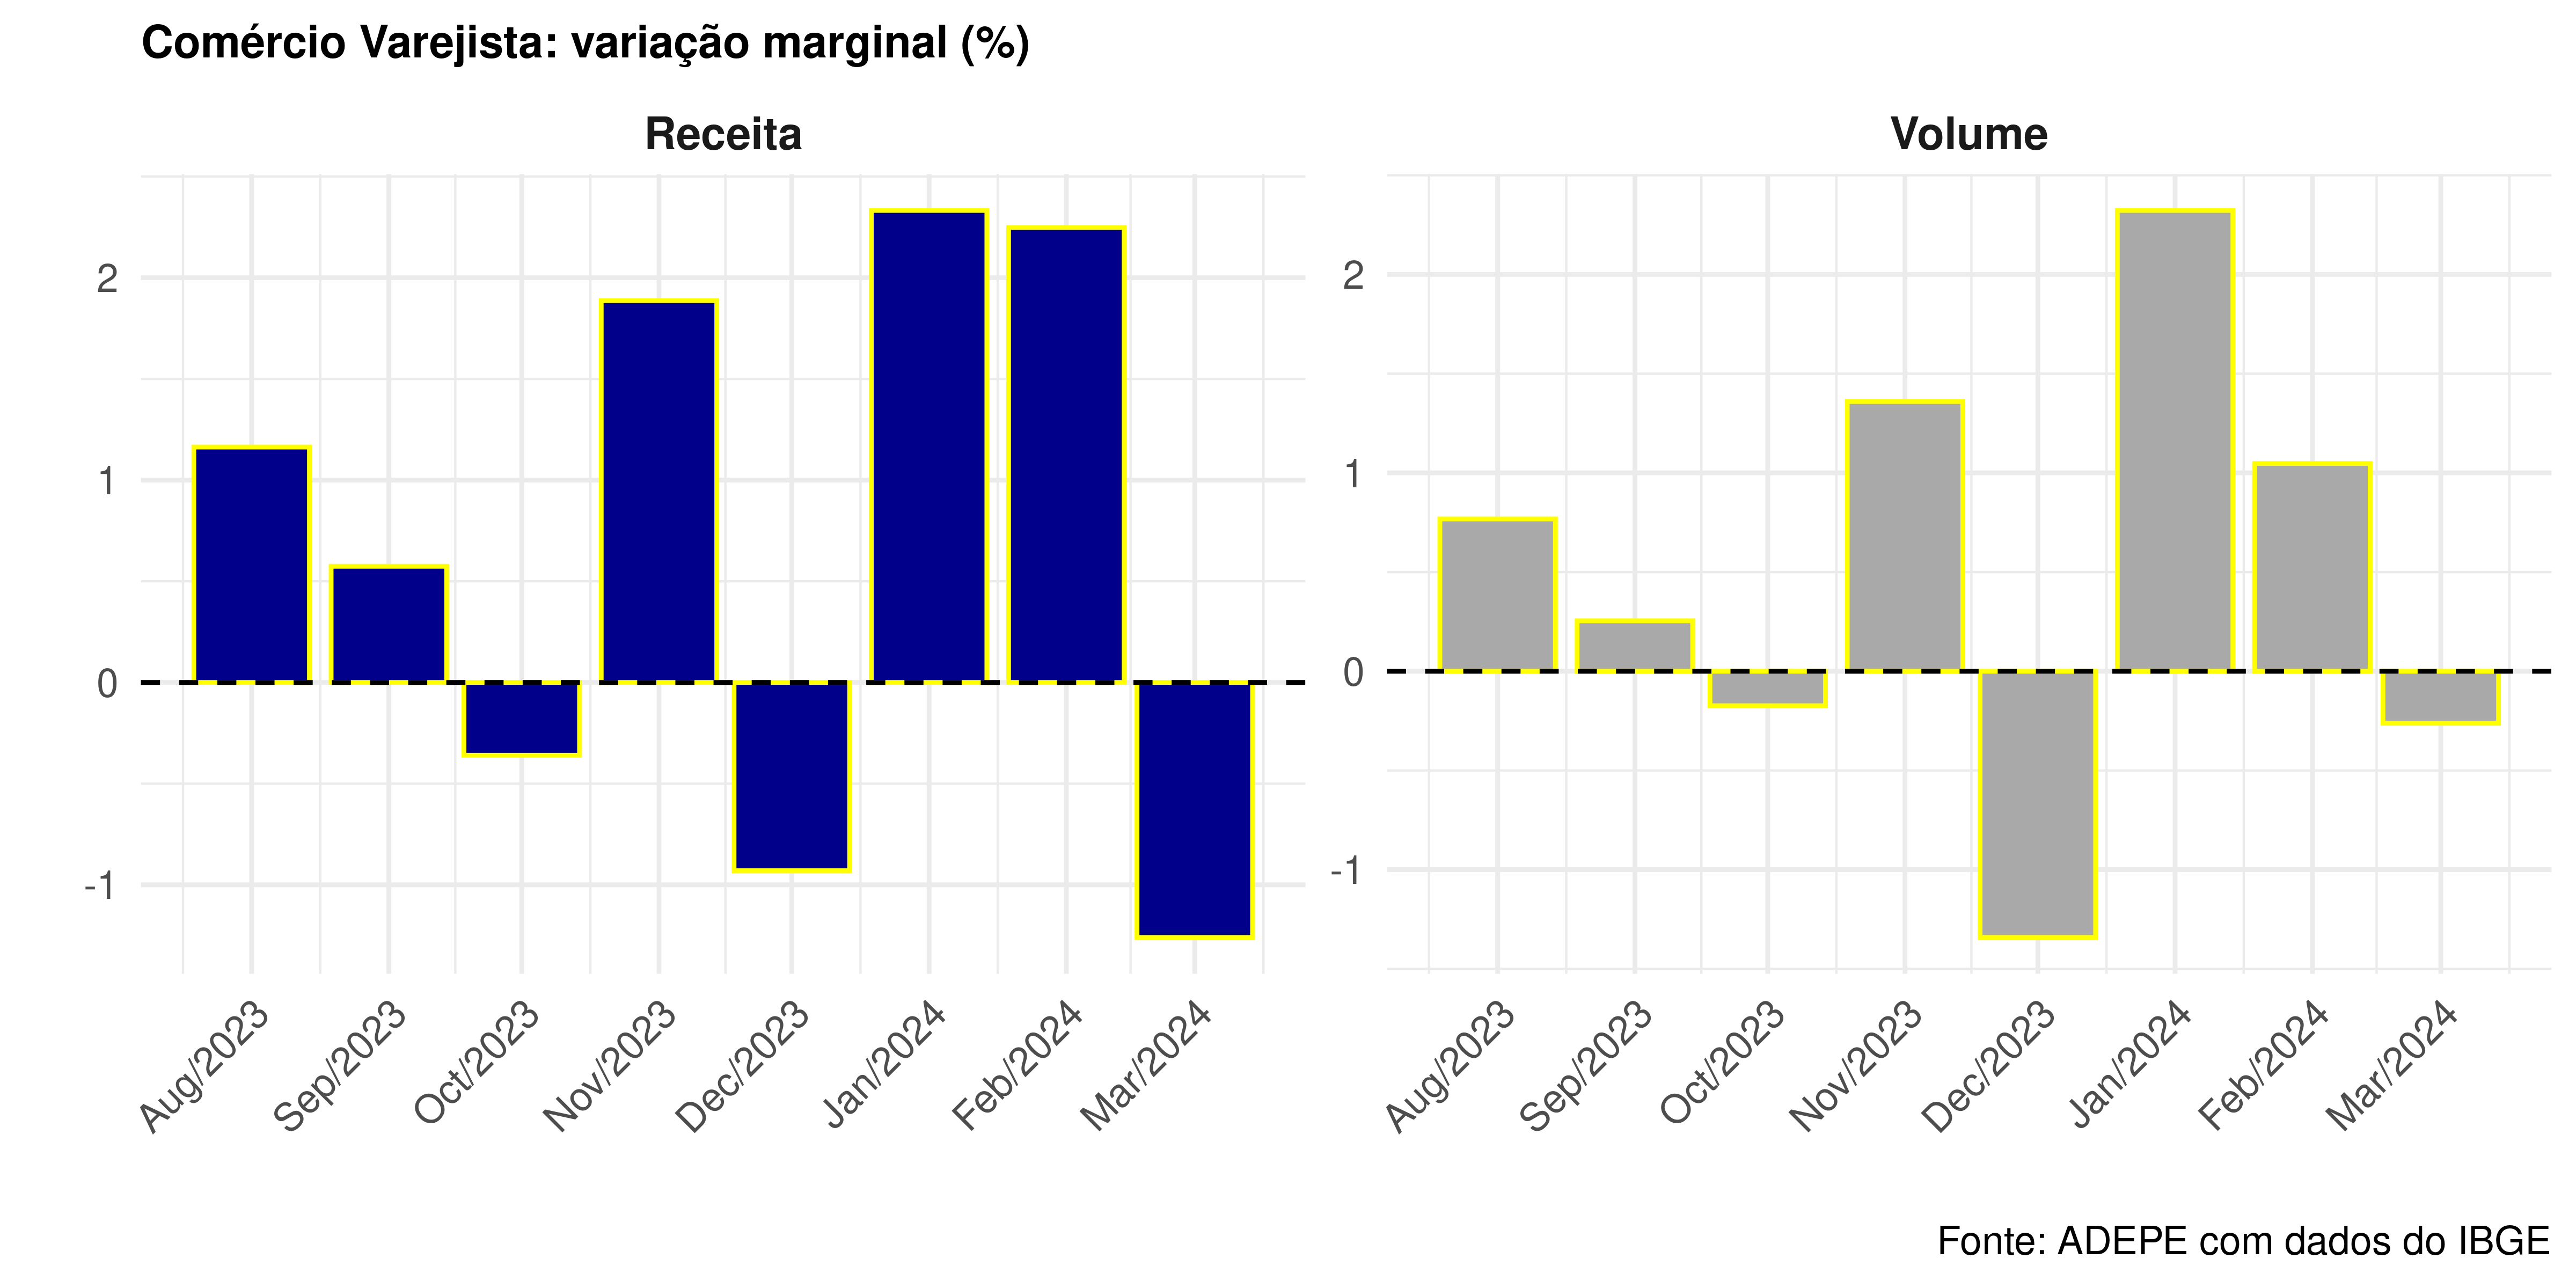 Comércio Varejista: variação marginal (%)
Receita
2
1
0
-1
Aug/2023
Sep/2023
Oct/2023
Nov/2023
Dec/2023
Jan/2024
Feb/2024
Mar/2024
Volume
2
1
0
-1
Aug/2023
Sep/2023
Oct/2023
Nov/2023
Dec/2023
Jan/2024
Feb/2024
Mar/2024
Fonte: ADEPE com dados do IBGE